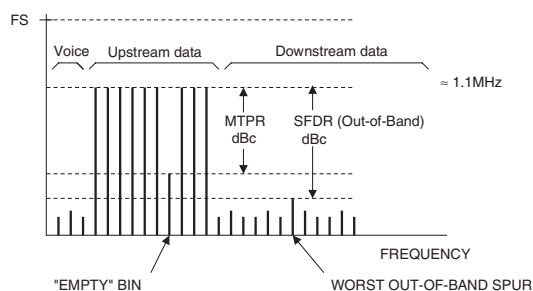 FS
Voice Upstream data Downstream data
≈ 1.1MHz
MTPR
dBc
SFDR (Out-of-Band)
dBc
FREQUENCY
"EMPTY" BIN
WORST OUT-OF-BAND SPUR